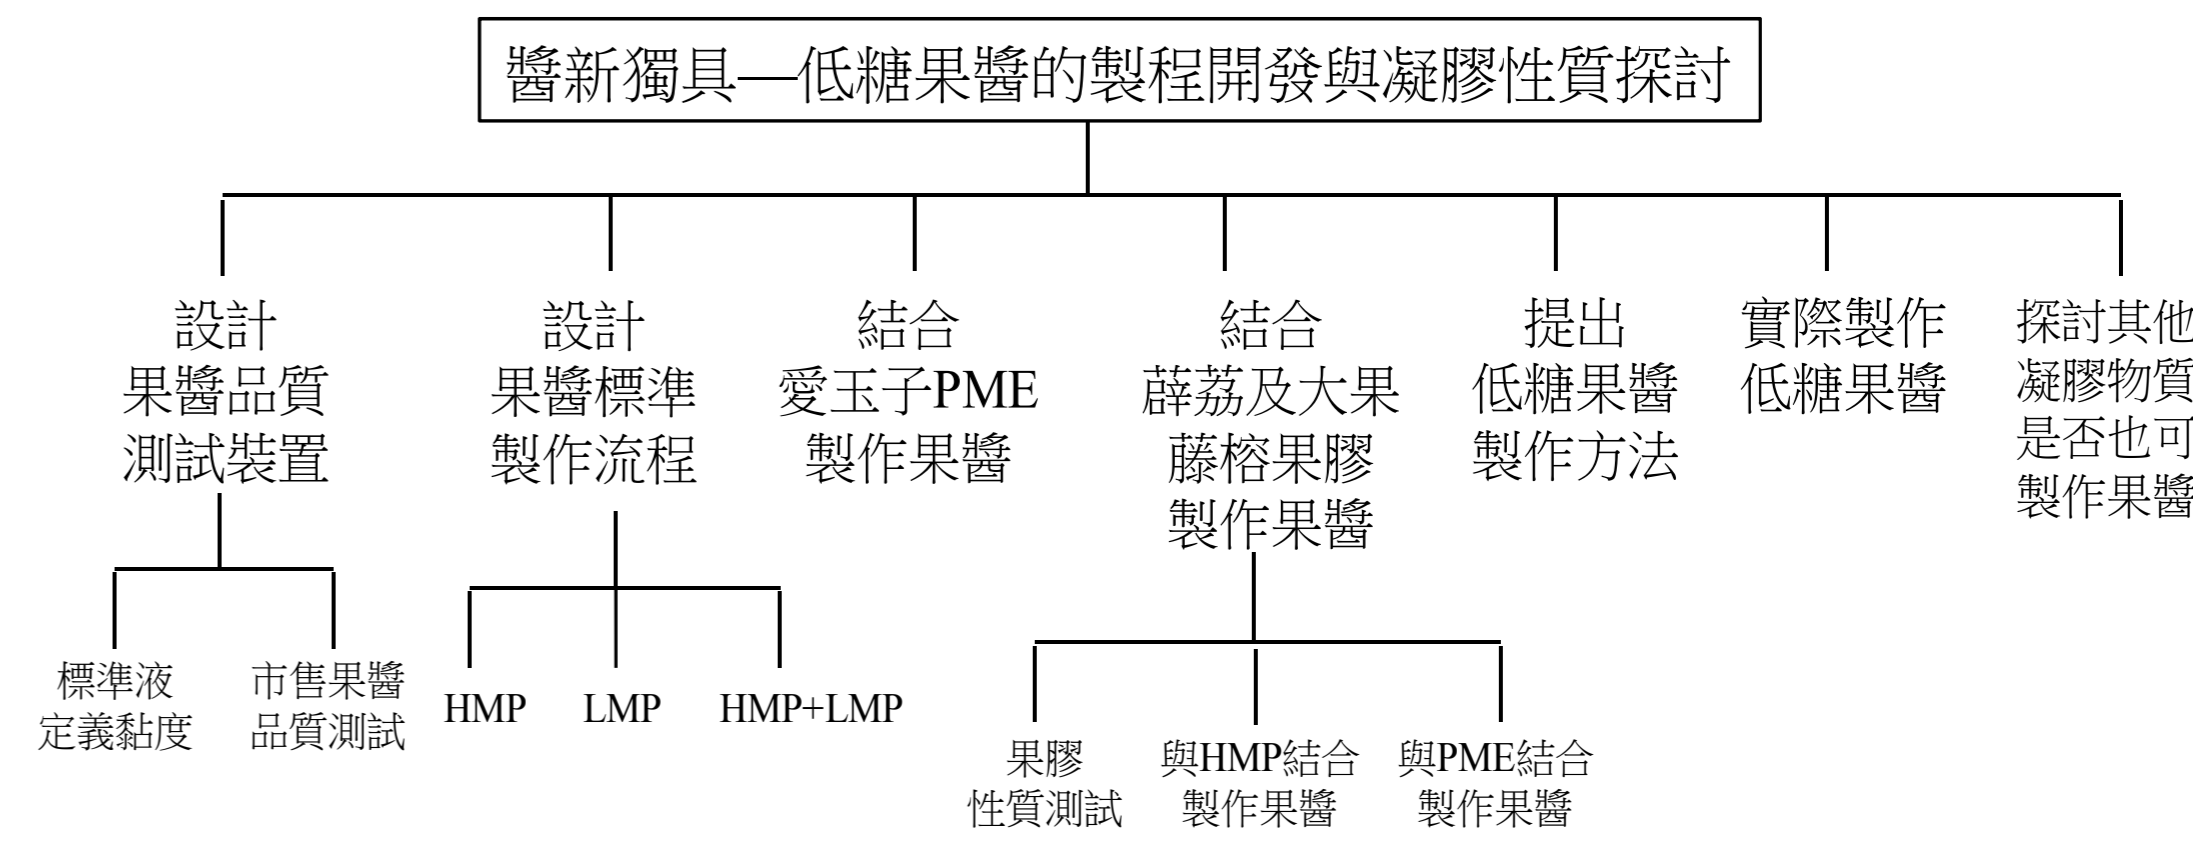 醬新獨具—低糖果醬的製程開發與凝膠性質探討
設計
果醬品質
測試裝置
設計
果醬標準
製作流程
結合
愛玉子PME
製作果醬
結合
薜荔及大果
藤榕果膠
製作果醬
提出
低糖果醬
製作方法
實際製作
低糖果醬
探討其他
凝膠物質
是否也可
製作果醬
標準液
定義黏度
市售果醬
品質測試
HMP
LMP
HMP+LMP
果膠
性質測試
與HMP結合
製作果醬
與PME結合
製作果醬